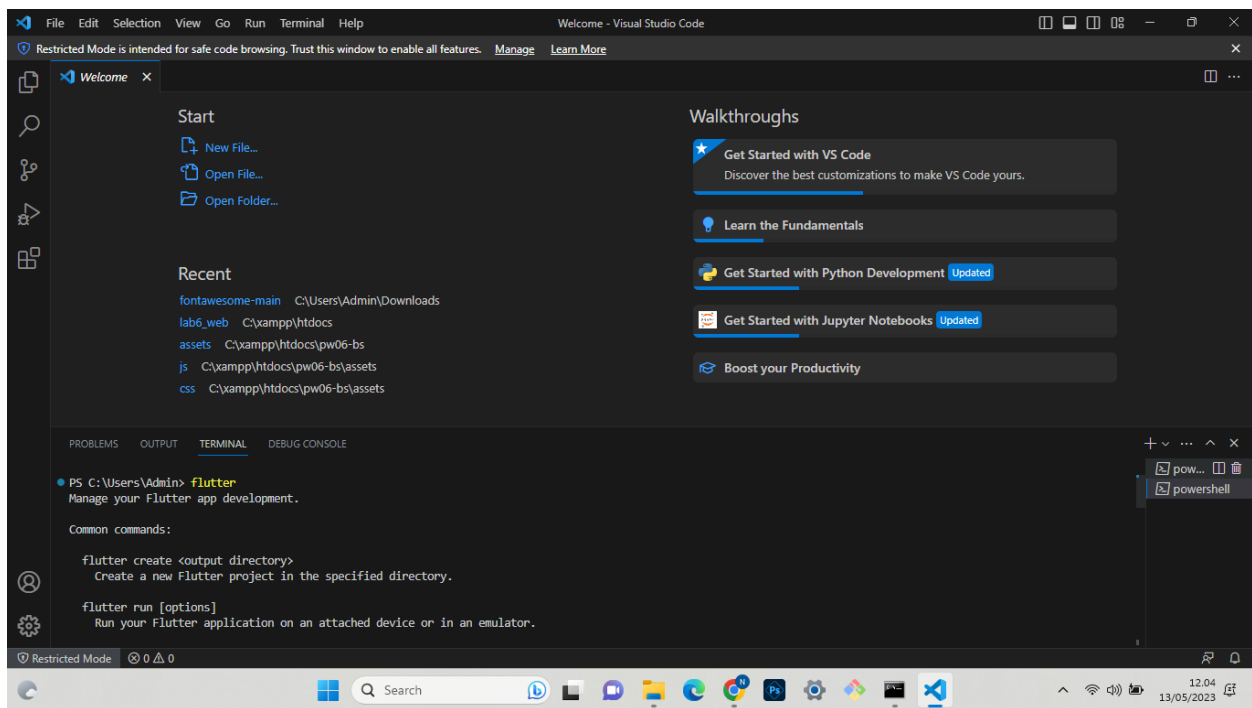 File Edit Selection View Go Run Terminal Help Welcome - Visual Studio Code
Restricted Mode is intended for safe code browsing. Trust this window to enable all features. Manage Learn More
Welcome
Start
New File...
Open File...
Open Folder...
Recent
fontawesome-main C:\Users\Admin\Downloads
lab6_web C:\xampp\htdocs
assets C:\xampp\htdocs\pw06-bs
js C:\xampp\htdocs\pw06-bs\assets
css C:\xampp\htdocs\pw06-bs\assets
Walkthroughs
Get Started with VS Code
Discover the best customizations to make VS Code yours.
Learn the Fundamentals
Get Started with Python Development Updated
Get Started with Jupyter Notebooks Updated
Boost your Productivity
PROBLEMS OUTPUT TERMINAL DEBUG CONSOLE
pow...
powershell
PS C:\Users\Admin> flutter
Manage your Flutter app development.
Common commands:
flutter create <output directory>
Create a new Flutter project in the specified directory.
flutter run [options]
Run your Flutter application on an attached device or in an emulator.
Restricted Mode 0 0
Search
N
Ps
12.04
13/05/2023